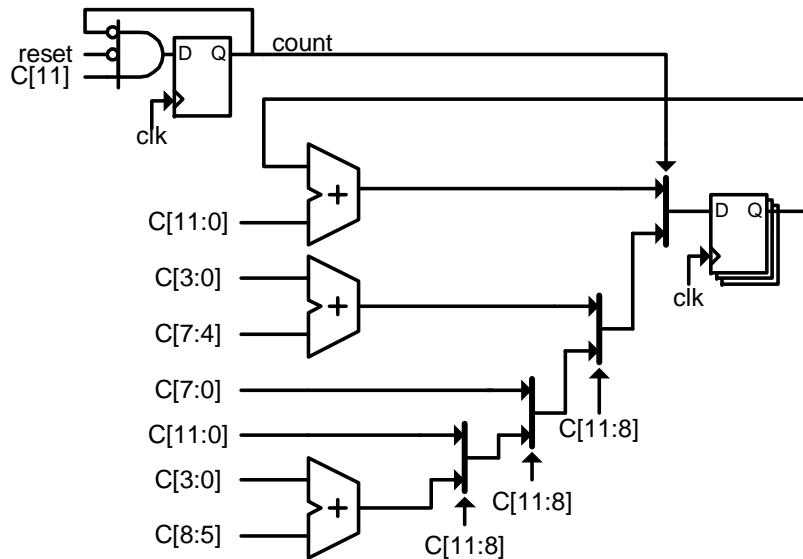 D Q
count
reset
C[11]
clk
+
C[11:0]
D Q
clk
C[3:0]
+
C[7:4]
C[7:0]
C[11:8]
C[11:0]
C[11:8]
C[3:0]
+
C[8:5]
C[11:8]